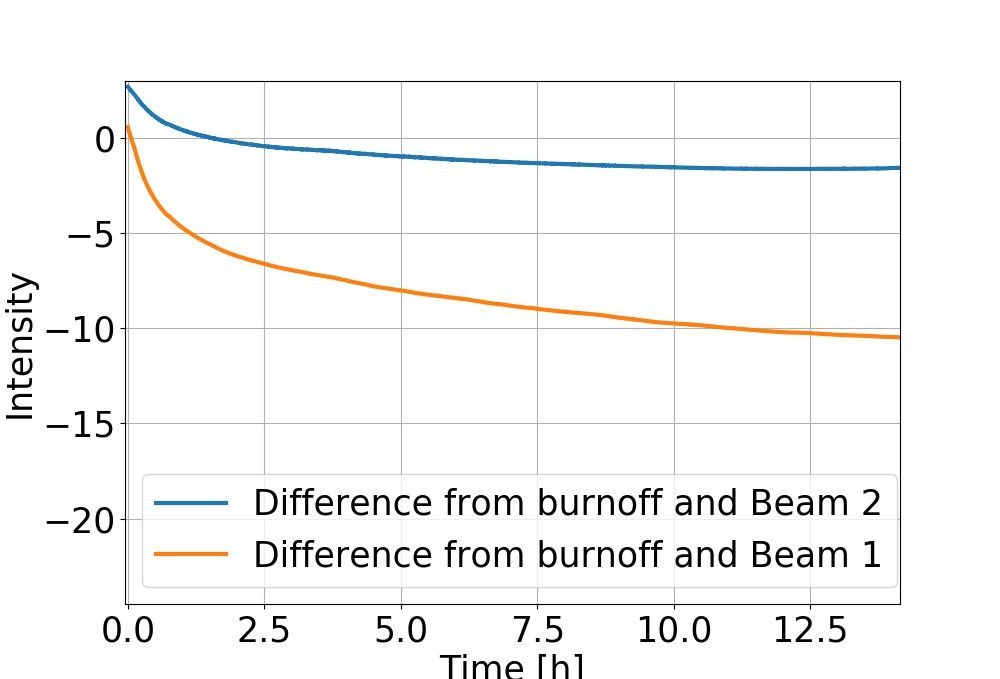 0
−5
−10
−15
−20
Intensity
Difference from burnoff and Beam 2
Difference from burnoff and Beam 1
0.0 2.5 5.0 7.5 10.0 12.5
Time [h]